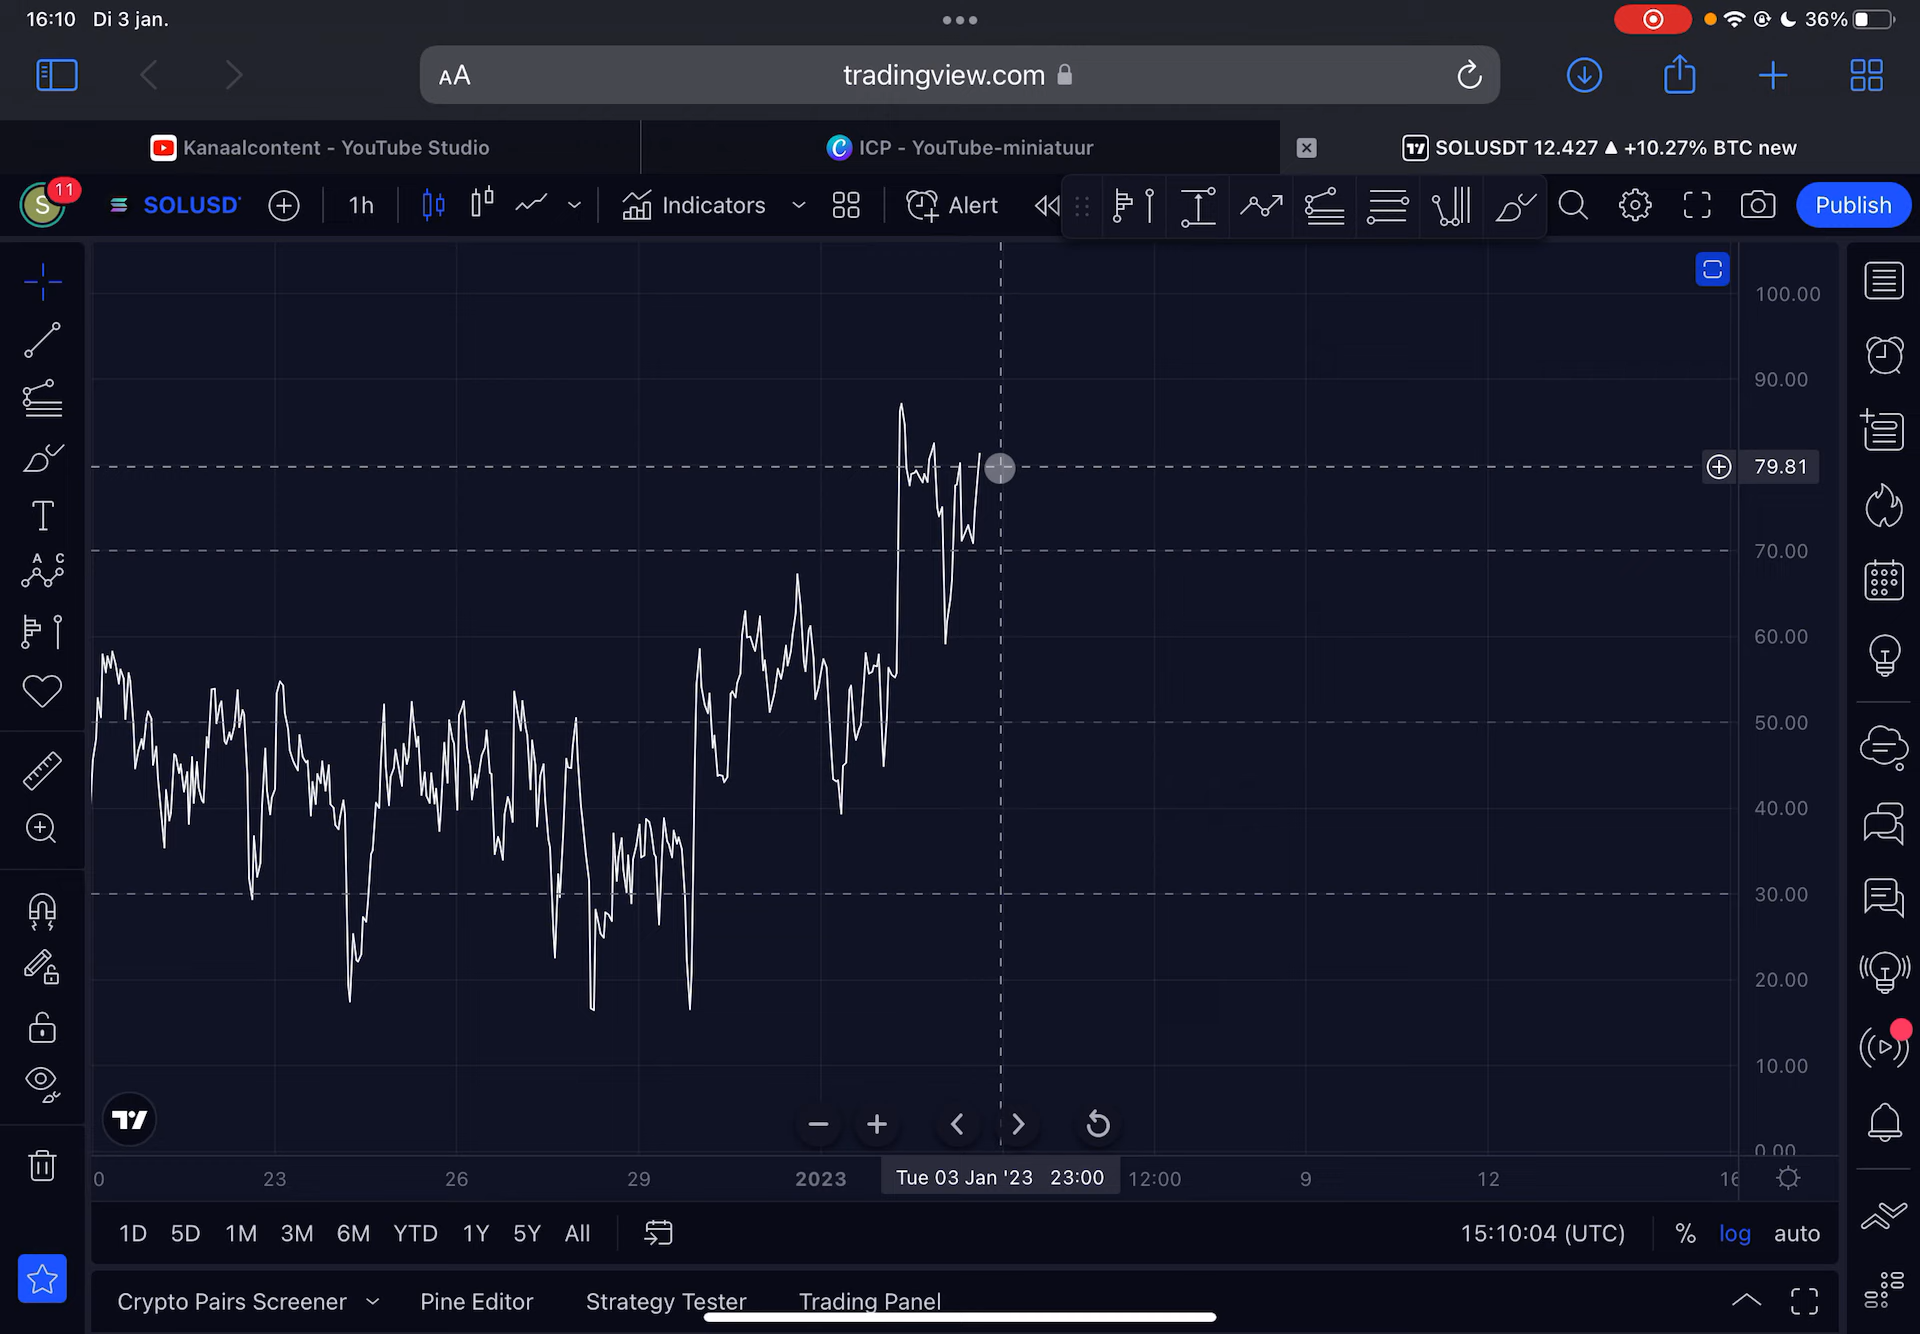 16:10 Di 3 jan.
36%
AA
tradingview.com
Kanaalcontent - YouTube Studio
ICP - YouTube-miniatuur
SOLUSDT 12.427 ▲ +10.27% BTC new
S
11
SOLUSD
1h
Indicators
Alert
Publish
100.00
90.00
79.81
70.00
60.00
50.00
40.00
30.00
20.00
10.00
0.00
T
A C
0
23
26
29
2023
Tue 03 Jan '23 23:00
12:00
9
12
16
1D 5D 1M 3M 6M YTD 1Y 5Y All
15:10:04 (UTC)
% log auto
Crypto Pairs Screener
Pine Editor
Strategy Tester
Trading Panel